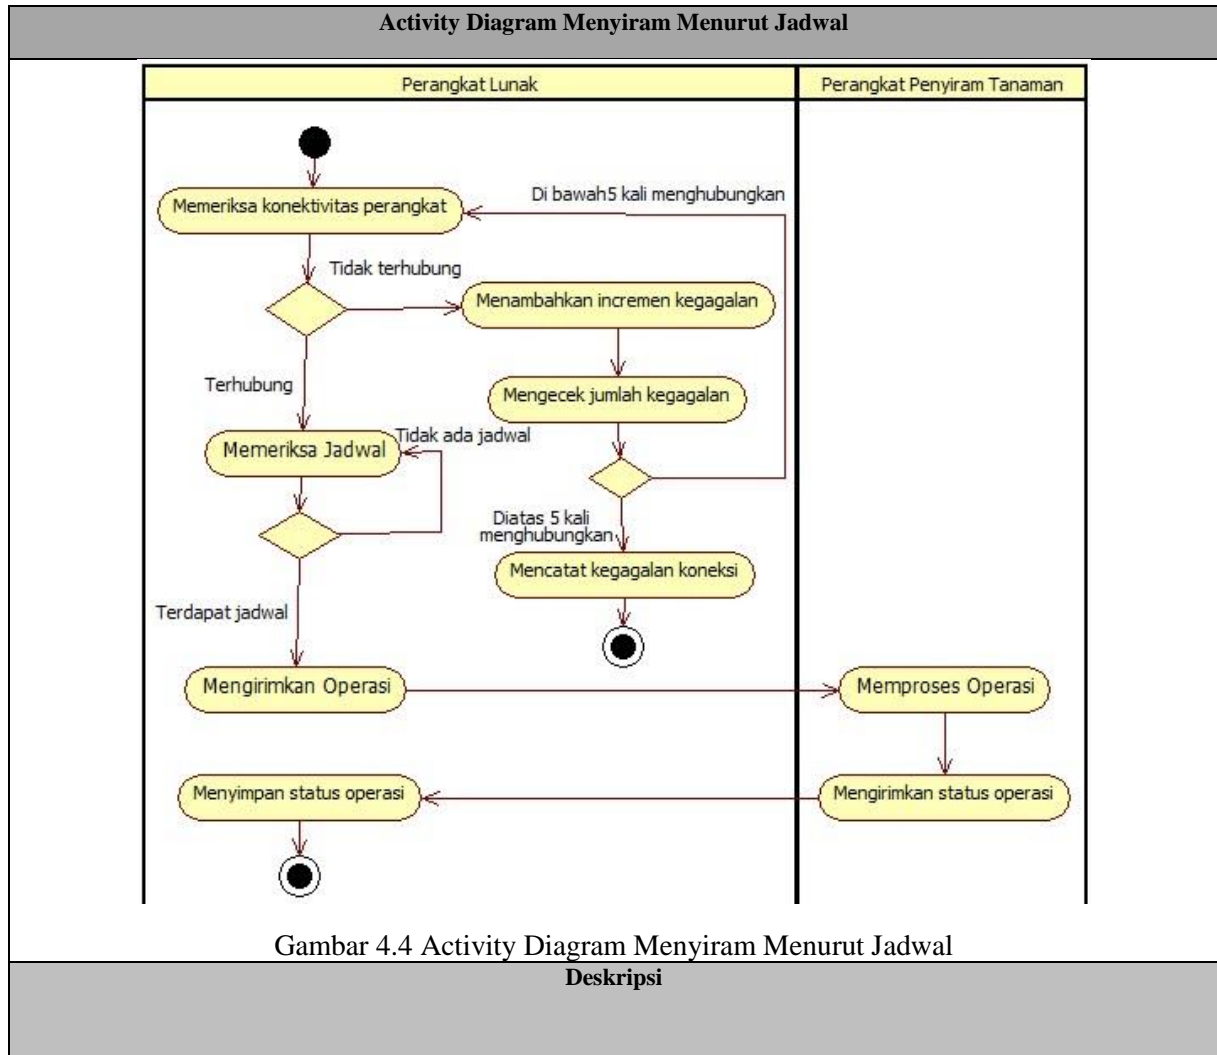 Activity Diagram Menyiram Menurut Jadwal
Perangkat Lunak
Perangkat Penyiram Tanaman
Memeriksa konektivitas perangkat
Di bawah5 kali menghubungkan
Tidak terhubung
Menambahkan incremen kegagalan
Terhubung
Mengecek jumlah kegagalan
Memeriksa Jadwal
Tidak ada jadwal
Diatas 5 kali
menghubungkan
Mencatat kegagalan koneksi
Terdapat jadwal
Mengirimkan Operasi
Memproses Operasi
Menyimpan status operasi
Mengirimkan status operasi
Gambar 4.4 Activity Diagram Menyiram Menurut Jadwal
Deskripsi